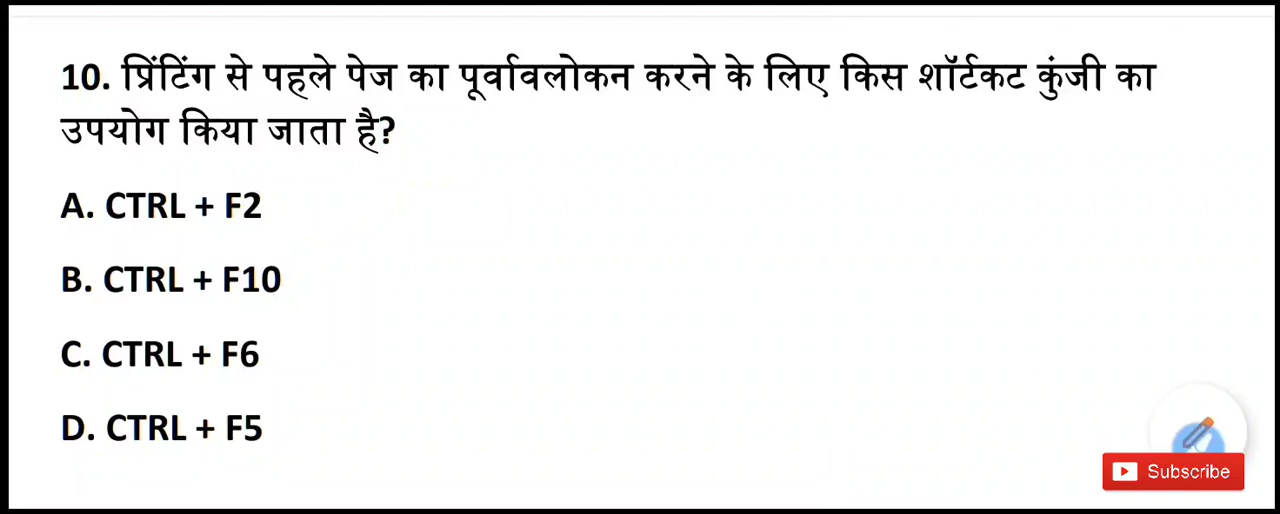 10. प्रिंटिंग से पहले पेज का पूर्वावलोकन करने के लिए किस शॉर्टकट कुंजी का
उपयोग किया जाता है?
A. CTRL + F2
B. CTRL + F10
C. CTRL + F6
D. CTRL + F5
Subscribe